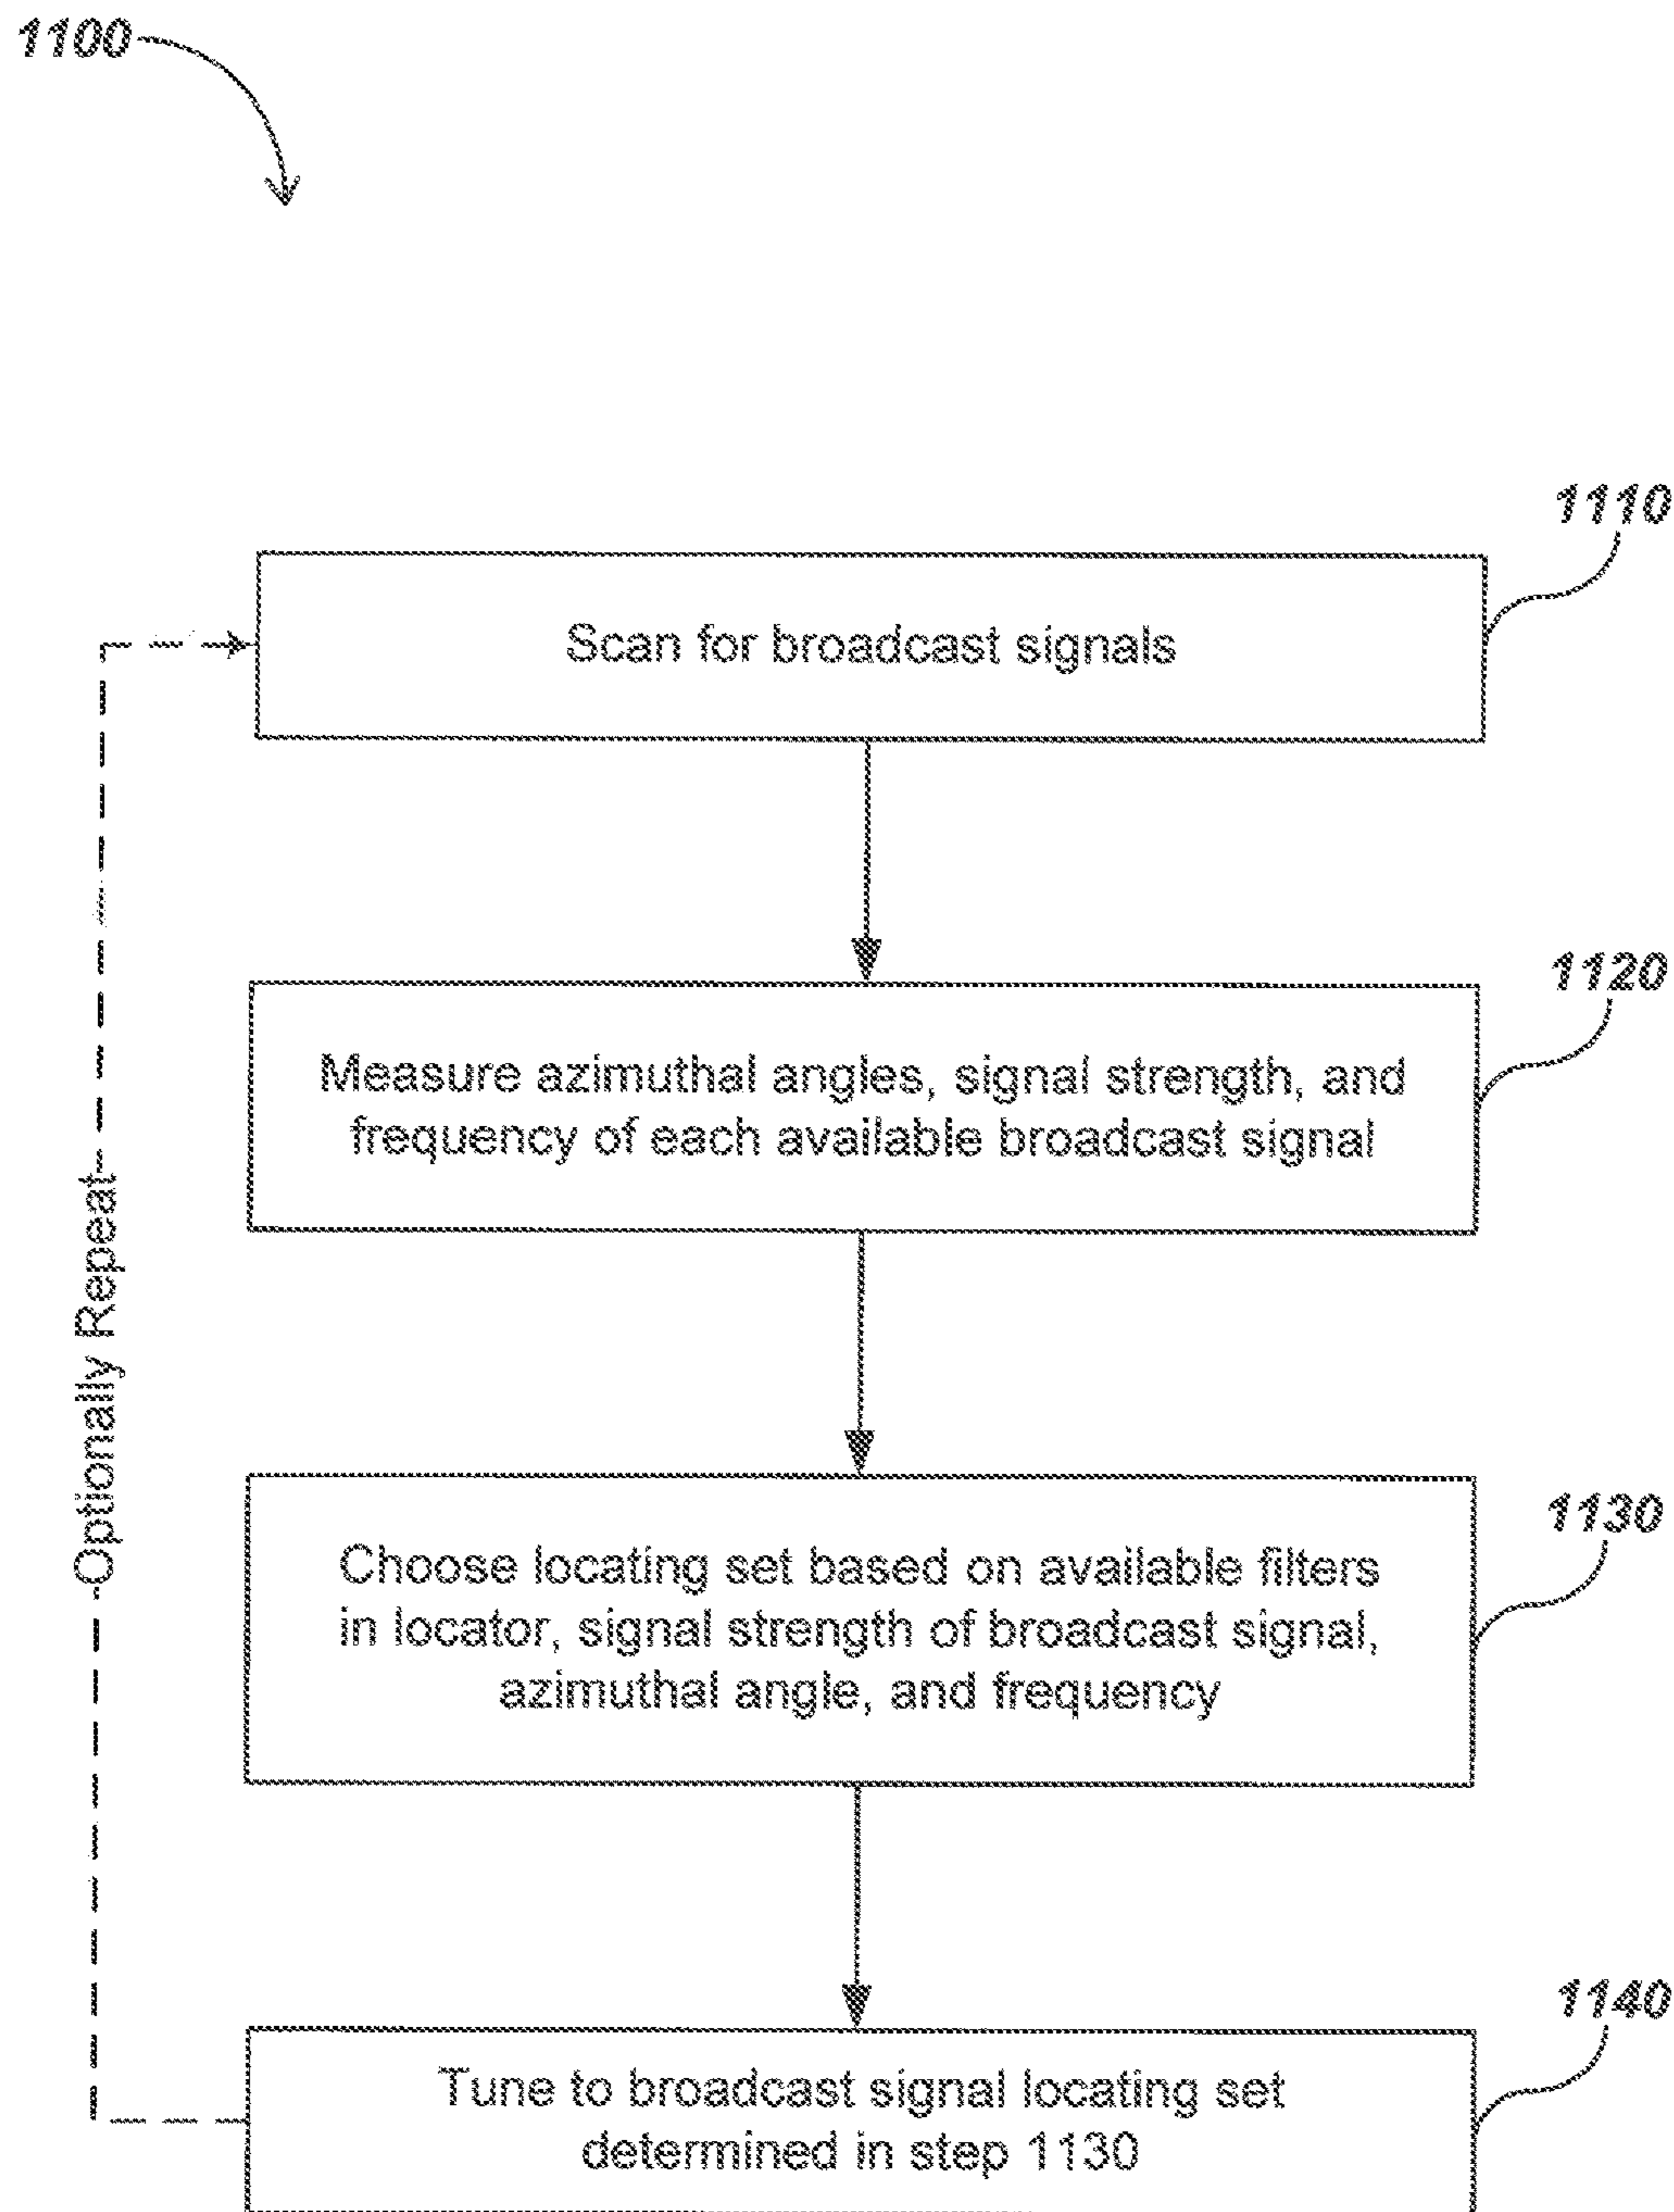 1100
1110
Scan for broadcast signals
1120
Measure azimuthal angles, signal strength, and
frequency of each available broadcast signal
Optionally Repeat
1130
Choose locating set based on available filters
in locator, signal strength of broadcast signal,
azimuthal angle, and frequency
1140
Tune to broadcast signal locating set
determined in step 1130